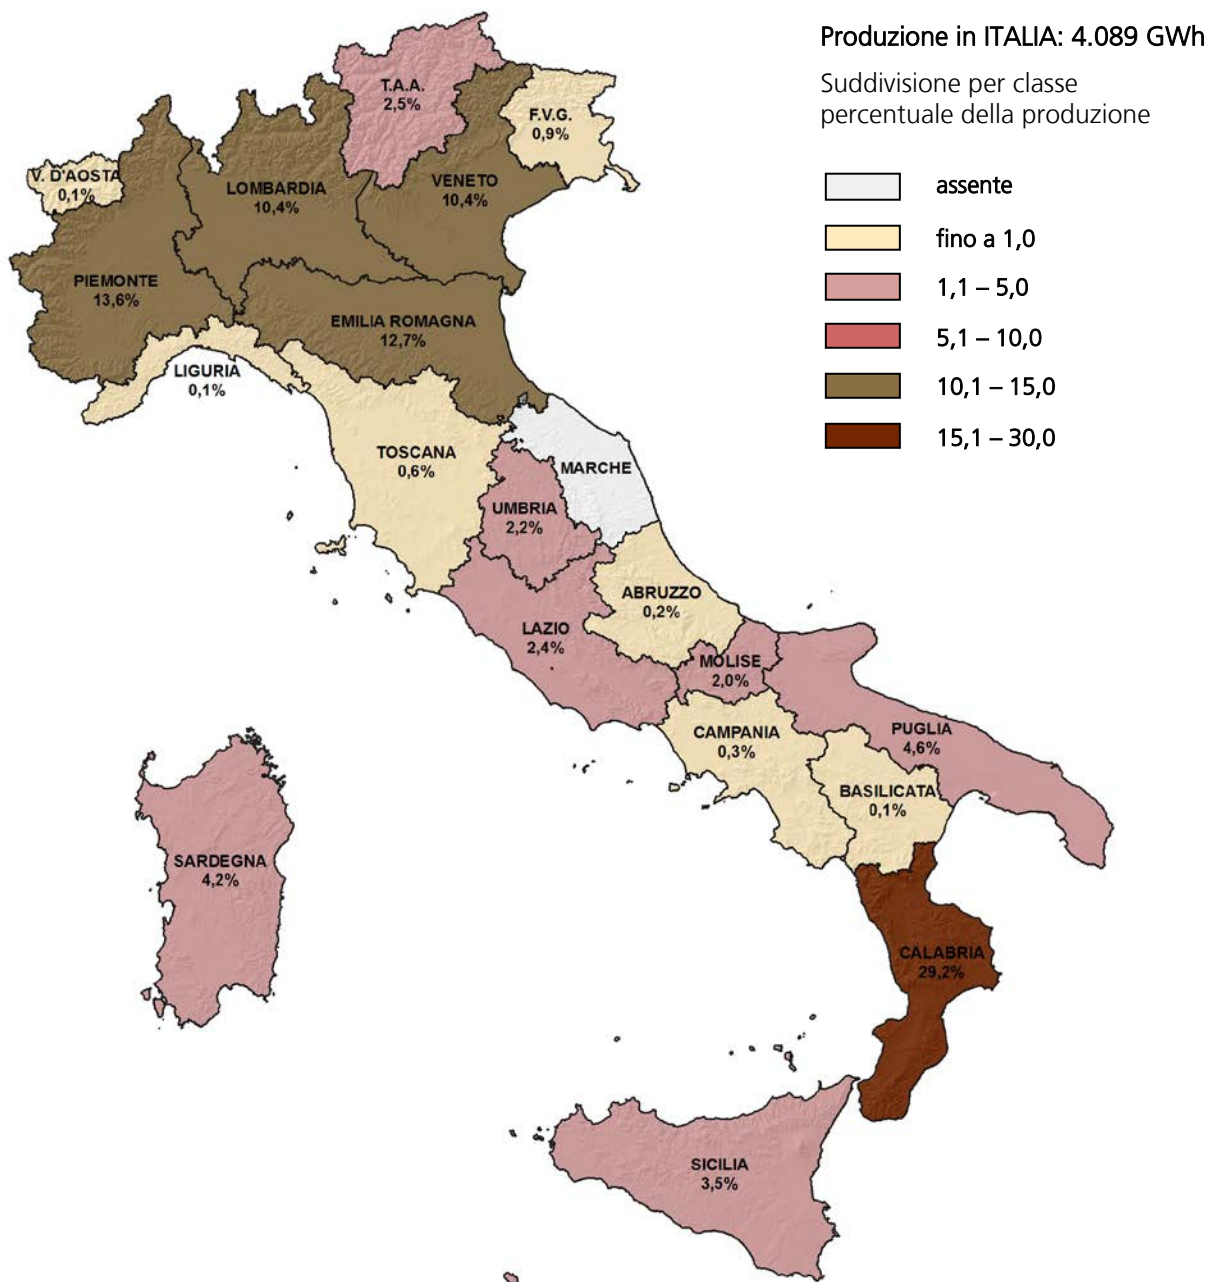 Produzione in ITALIA: 4.089 GWh
Suddivisione per classe
percentuale della produzione
assente
fino a 1,0
1,1 – 5,0
5,1 – 10,0
10,1 – 15,0
15,1 – 30,0
T.A.A.
2,5%
F.V.G.
0,9%
V. D'AOSTA
0,1%
LOMBARDIA
10,4%
VENETO
10,4%
PIEMONTE
13,6%
EMILIA ROMAGNA
12,7%
LIGURIA
0,1%
TOSCANA
0,6%
MARCHE
UMBRIA
2,2%
ABRUZZO
0,2%
LAZIO
2,4%
MOLISE
2,0%
CAMPANIA
0,3%
PUGLIA
4,6%
BASILICATA
0,1%
SARDEGNA
4,2%
CALABRIA
29,2%
SICILIA
3,5%